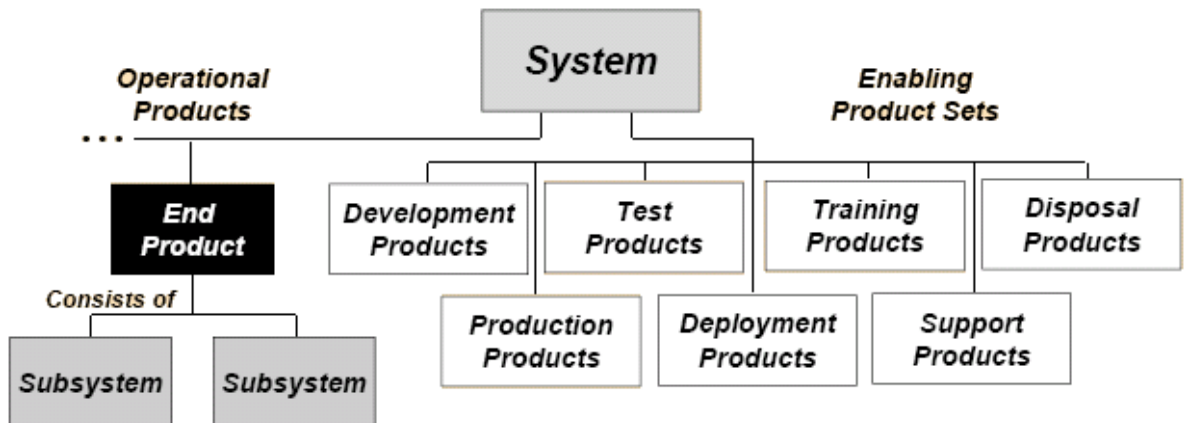 System
Operational
Products
Enabling
Product Sets
...
End
Product
Development
Products
Test
Products
Training
Products
Disposal
Products
Consists of
Production
Products
Deployment
Products
Support
Products
Subsystem
Subsystem